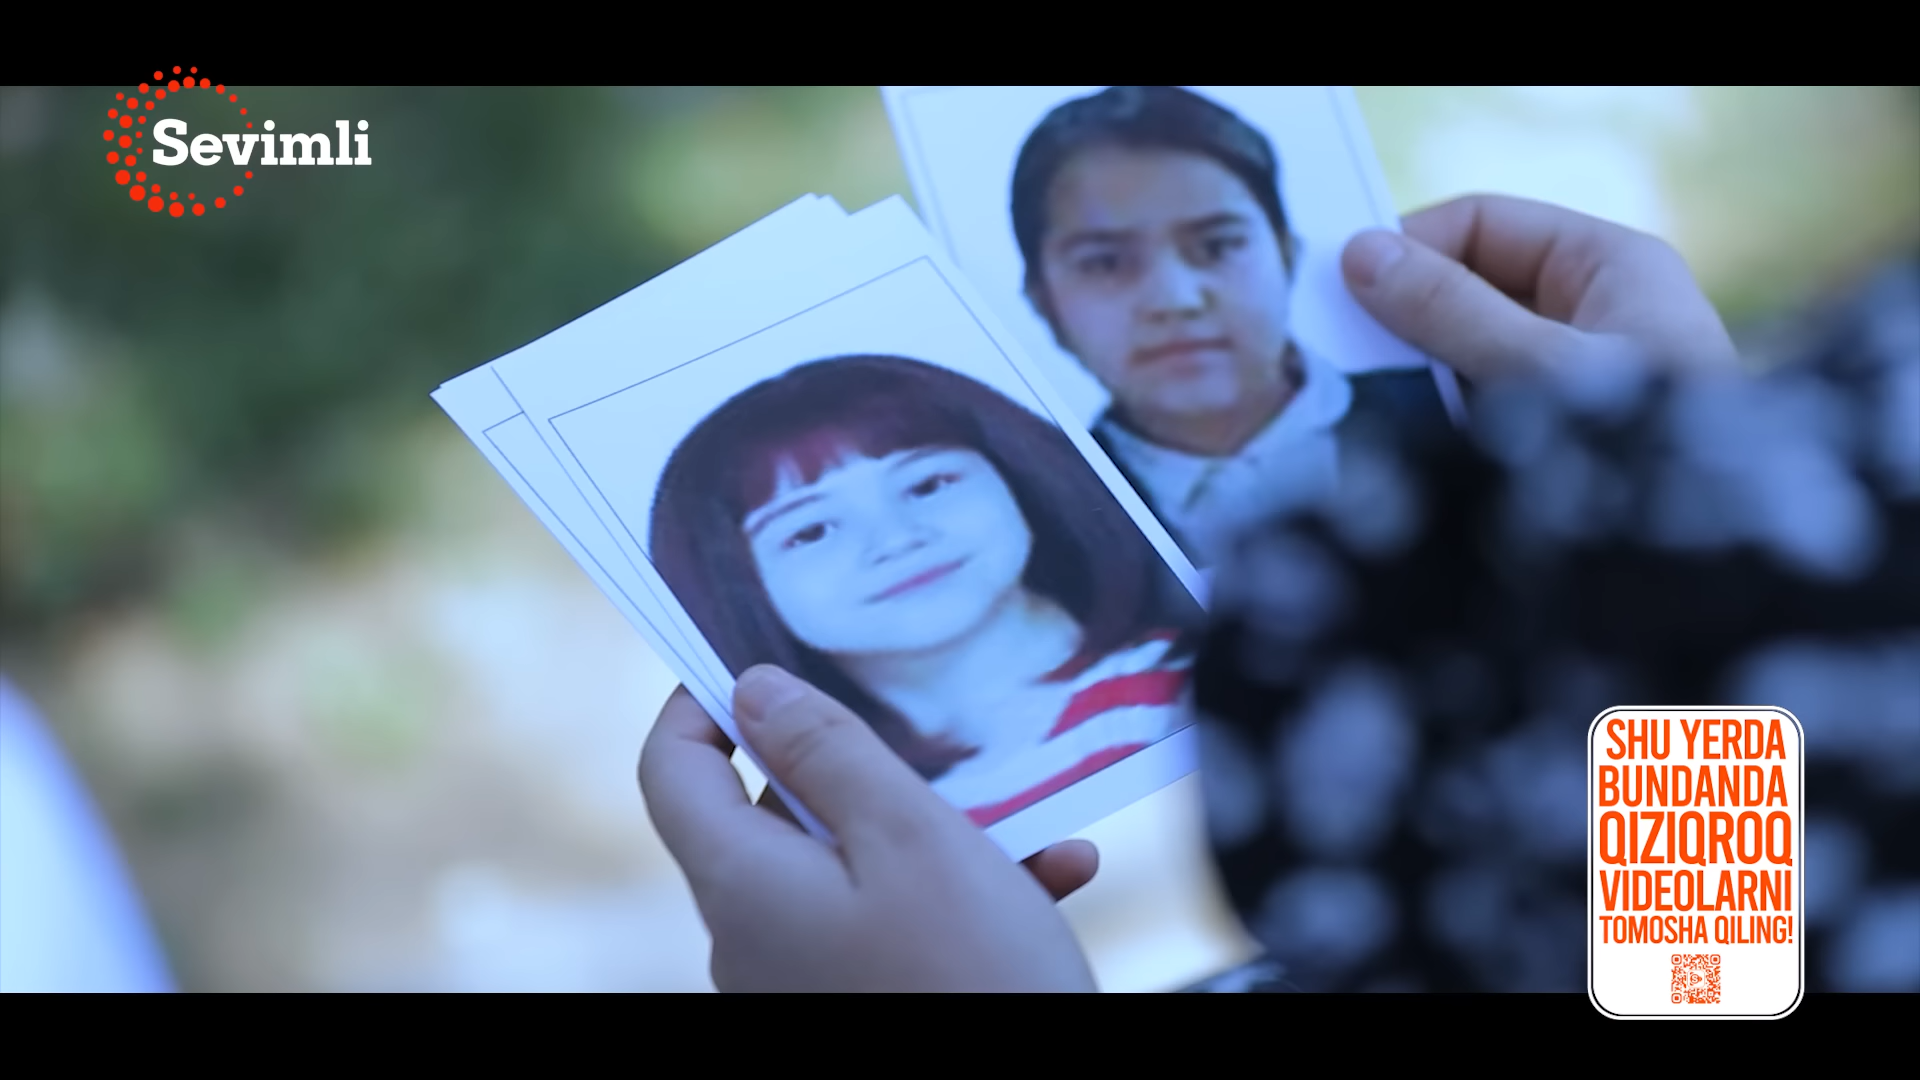 Sevimli
SHU YERDA
BUNDANDA
QIZIQROQ
VIDEOLARNI
TOMOSHA QILING!